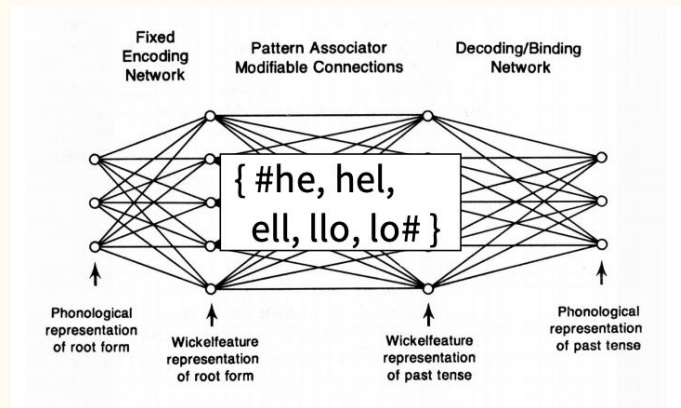 Fixed
Encoding
Network
Pattern Associator
Modifiable Connections
Decoding/Binding
Network
{ #he, hel,
ell, llo, lo# }
Phonological
representation
of root form
Wickelfeature
representation
of root form
Wickelfeature
representation
of past tense
Phonological
representation
of past tense